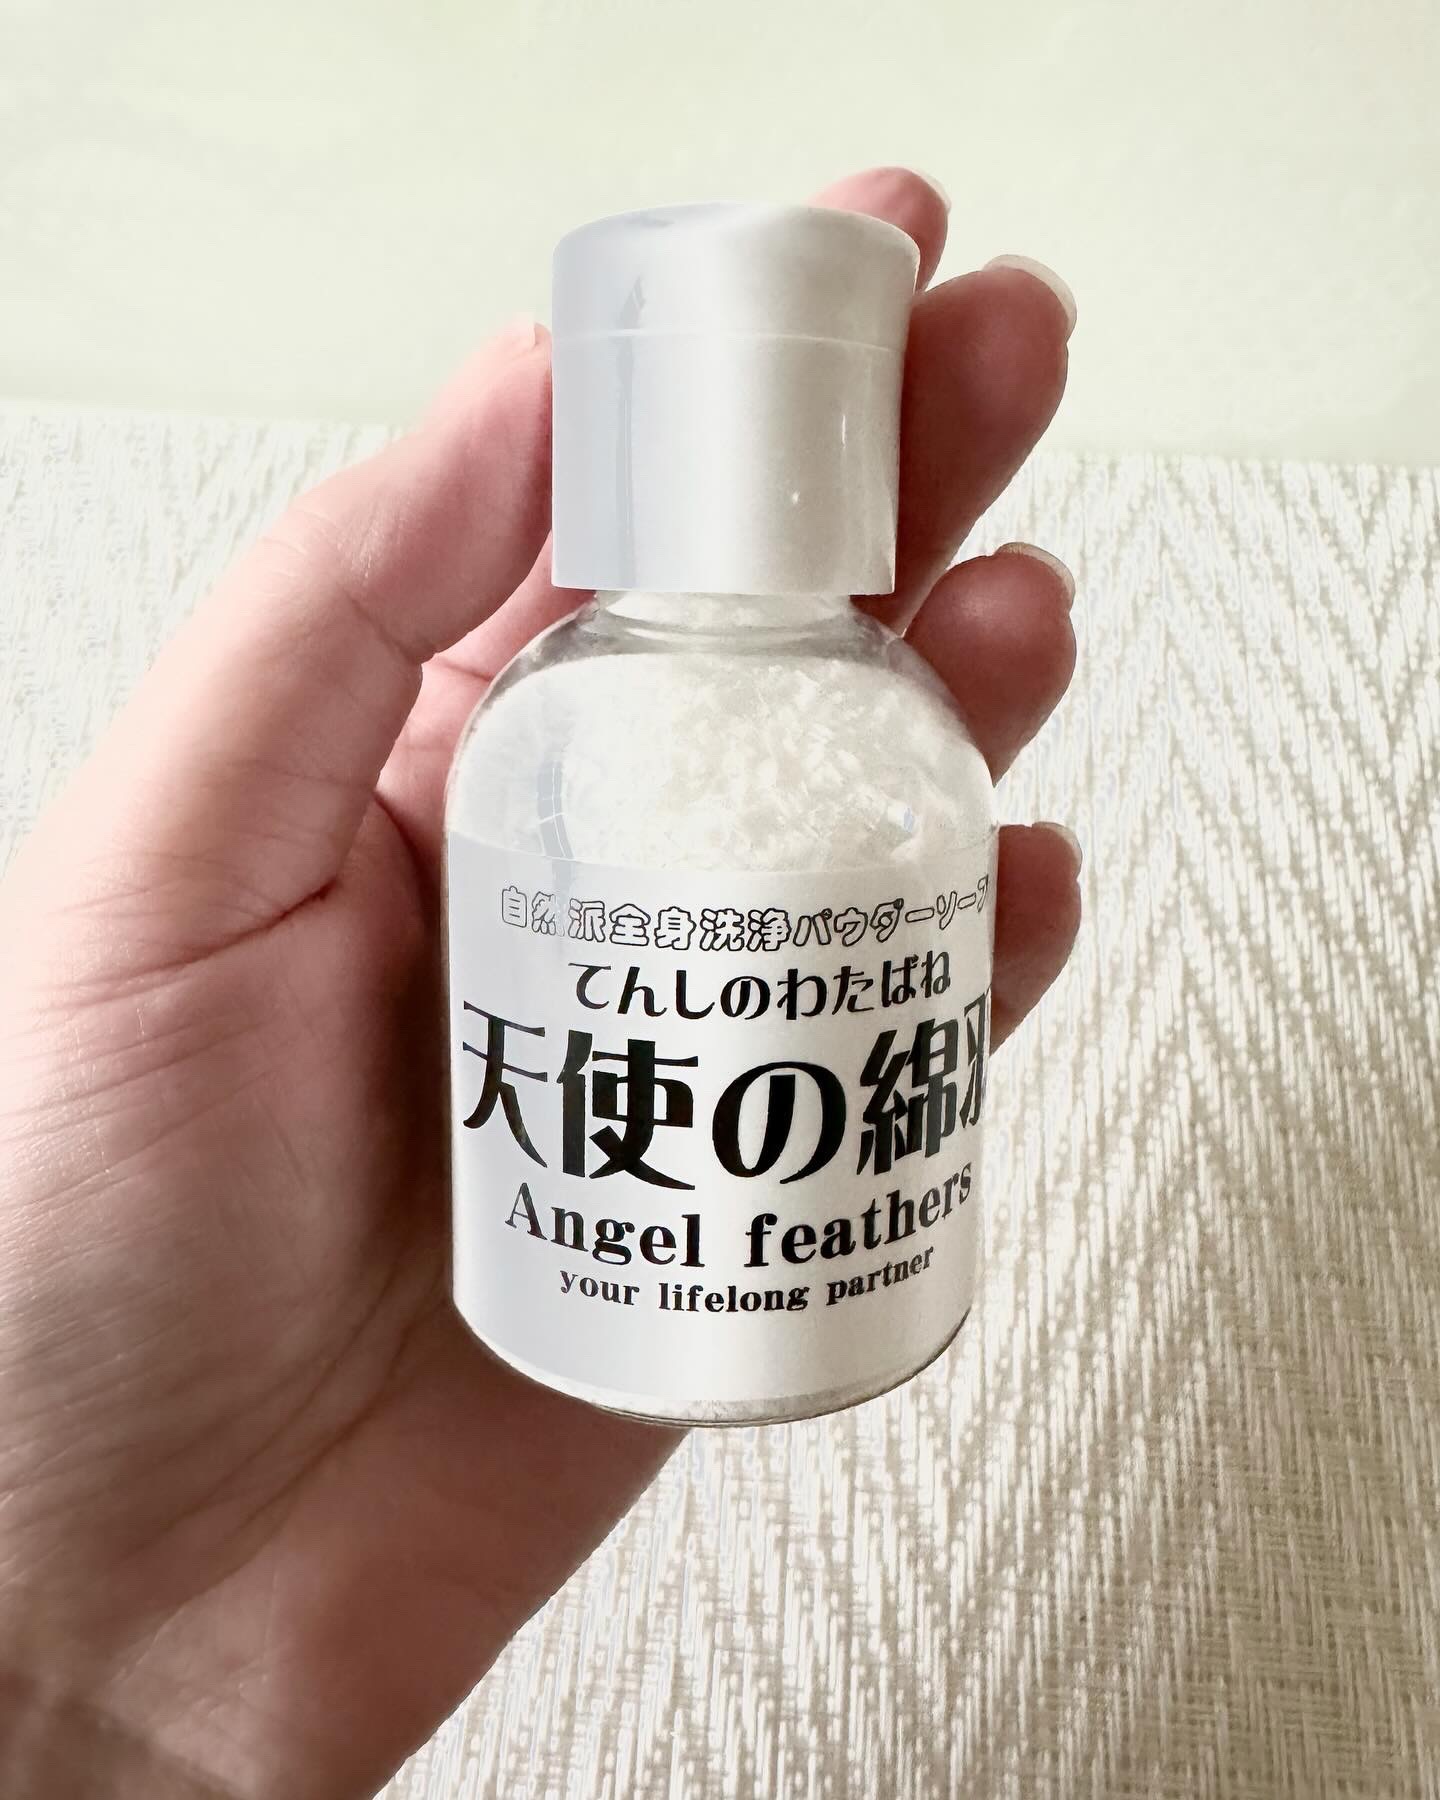 自然派全身洗浄パウダーソープ
てんしのわたばね
天使の綿羽
Angel feathers
your lifelong partner